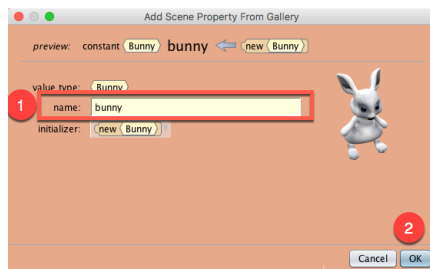 Add Scene Property From Gallery
preview: constant Bunny bunny new Bunny
value type: Bunny
1
name: bunny
initializer: new Bunny
2
Cancel OK